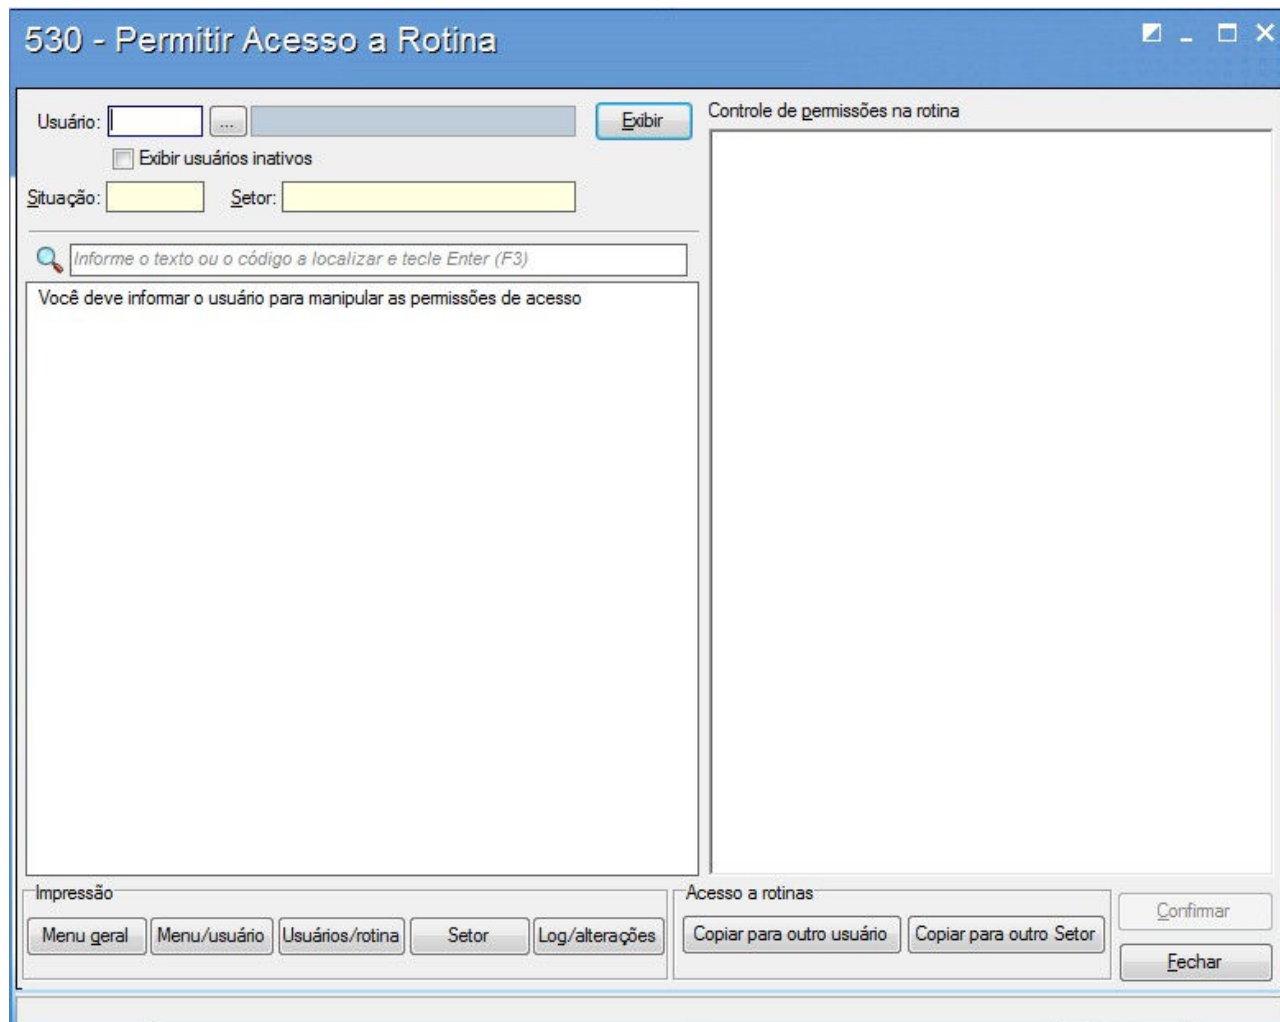 530 - Permitir Acesso a Rotina
Usuário: ... Exibir
Exibir usuários inativos
Situação: Setor:
Informe o texto ou o código a localizar e tecle Enter (F3)
Você deve informar o usuário para manipular as permissões de acesso
Controle de permissões na rotina
Impressão
Menu geral Menu/usuário Usuários/rotina Setor Log/alterações
Acesso a rotinas
Copiar para outro usuário Copiar para outro Setor
Confirmar
Fechar